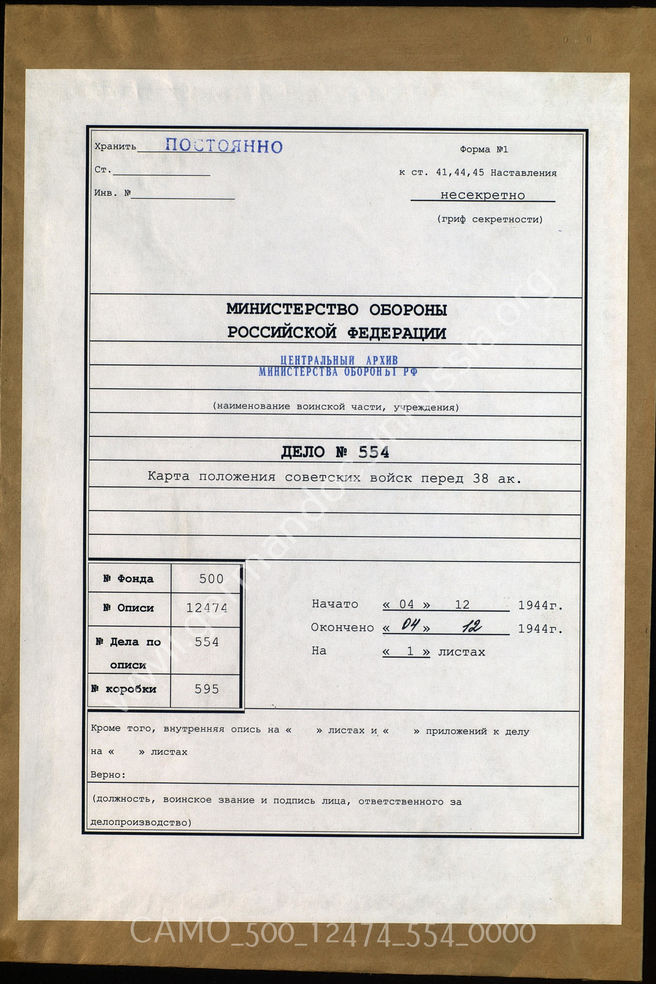 Хранить ПОСТОЯННО
Форма №1
Ст.
к ст. 41,44,45 Наставления
Инв. №
несекретно
(гриф секретности)
МИНИСТЕРСТВО ОБОРОНЫ
РОССИЙСКОЙ ФЕДЕРАЦИИ
ЦЕНТРАЛЬНЫЙ АРХИВ
МИНИСТЕРСТВА ОБОРОНЫ РФ
(наименование воинской части, учреждения)
ДЕЛО № 554
Карта положения советских войск перед 38 ак.
№ Фонда 500
№ Описи 12474
№ Дела по описи 554
№ коробки 595
Начато « 04 » 12 1944г.
Окончено « 04 » 12 1944г.
На « 1 » листах
Кроме того, внутренняя опись на « » листах и « » приложений к делу
на « » листах
Верно:
(должность, воинское звание и подпись лица, ответственного за
делопроизводство)
CAMO_500_12474_554_0000